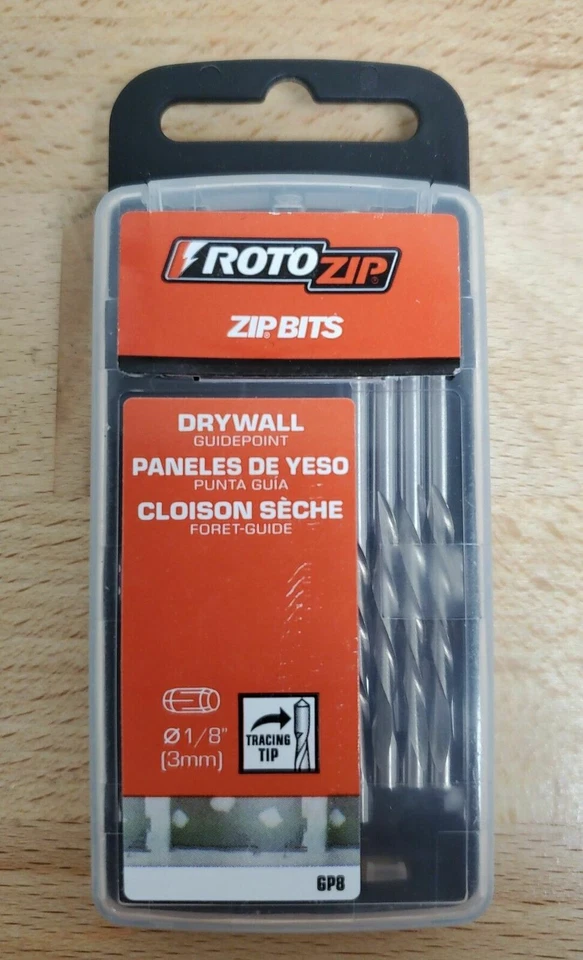 ROTOZIP®
ZIP®BITS
DRYWALL
GUIDEPOINT
PANELES DE YESO
PUNTA GUÍA
CLOISON SÈCHE
FORET-GUIDE
Ø1/8"
(3mm)
TRACING
TIP
GP8